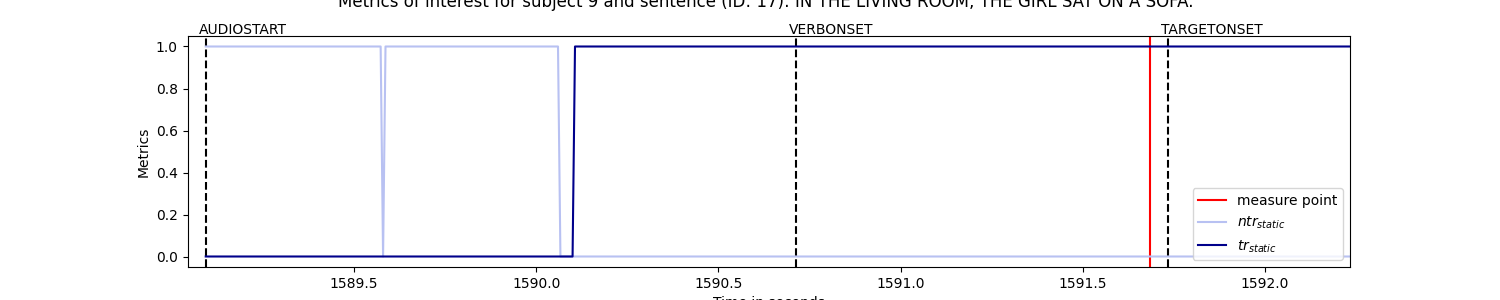 Metrics of interest for subject 9 and sentence (ID: 17): IN THE LIVING ROOM, THE GIRL SAT ON A SOFA.
AUDIOSTART VERBONSET TARGETONSET
1.0
0.8
0.6
0.4
0.2
0.0
Metrics
measure point
ntr_static
tr_static
1589.5 1590.0 1590.5 1591.0 1591.5 1592.0
Time in seconds